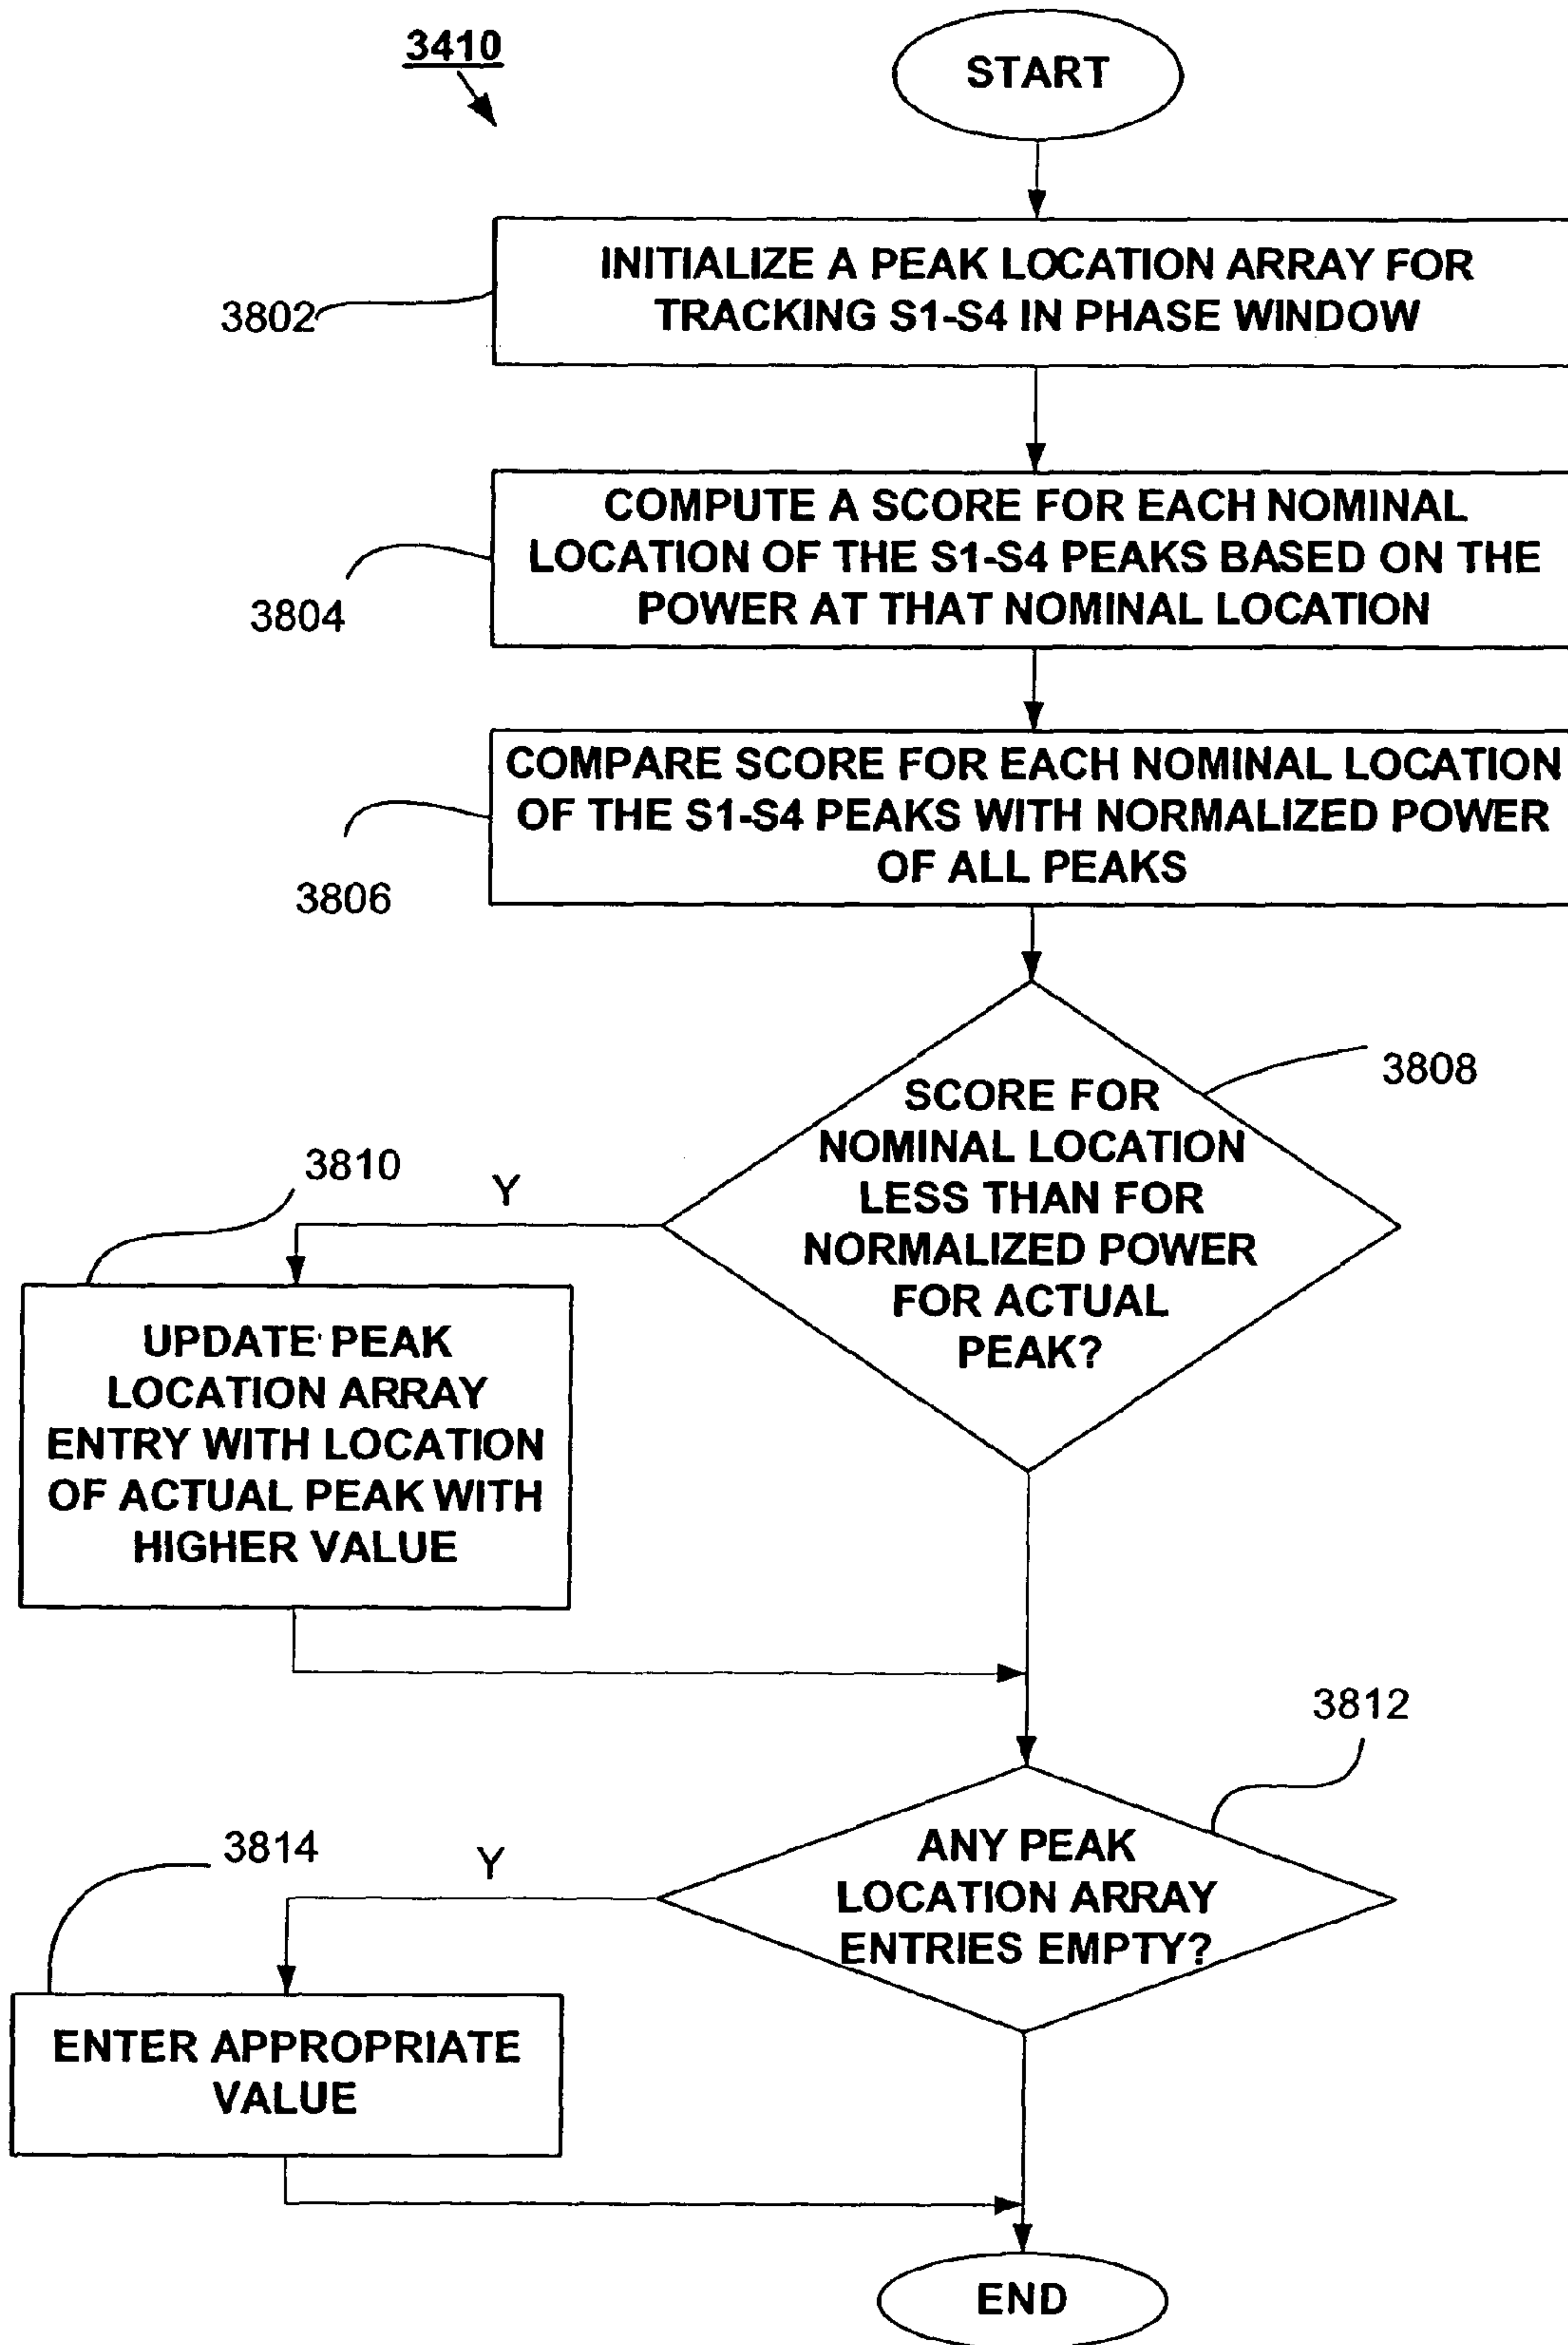 3410
START
INITIALIZE A PEAK LOCATION ARRAY FOR
TRACKING S1-S4 IN PHASE WINDOW
3802
COMPUTE A SCORE FOR EACH NOMINAL
LOCATION OF THE S1-S4 PEAKS BASED ON THE
POWER AT THAT NOMINAL LOCATION
3804
COMPARE SCORE FOR EACH NOMINAL LOCATION
OF THE S1-S4 PEAKS WITH NORMALIZED POWER
OF ALL PEAKS
3806
SCORE FOR
NOMINAL LOCATION
LESS THAN FOR
NORMALIZED POWER
FOR ACTUAL
PEAK?
3808
Y
3810
UPDATE PEAK
LOCATION ARRAY
ENTRY WITH LOCATION
OF ACTUAL PEAK WITH
HIGHER VALUE
3812
ANY PEAK
LOCATION ARRAY
ENTRIES EMPTY?
Y
3814
ENTER APPROPRIATE
VALUE
END